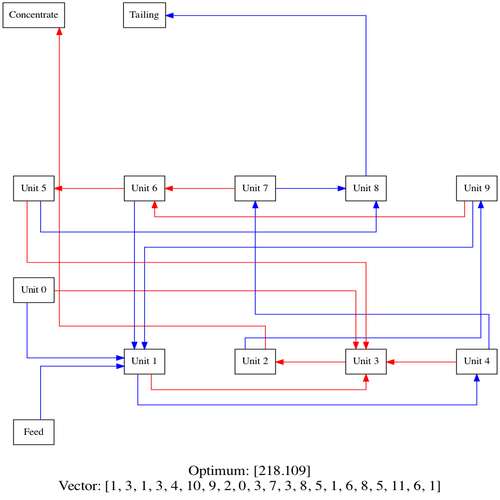 Concentrate
Tailing
Unit 5
Unit 6
Unit 7
Unit 8
Unit 9
Unit 0
Unit 1
Unit 2
Unit 3
Unit 4
Feed
Optimum: [218.109]
Vector: [1, 3, 1, 3, 4, 10, 9, 2, 0, 3, 7, 3, 8, 5, 1, 6, 8, 5, 11, 6, 1]